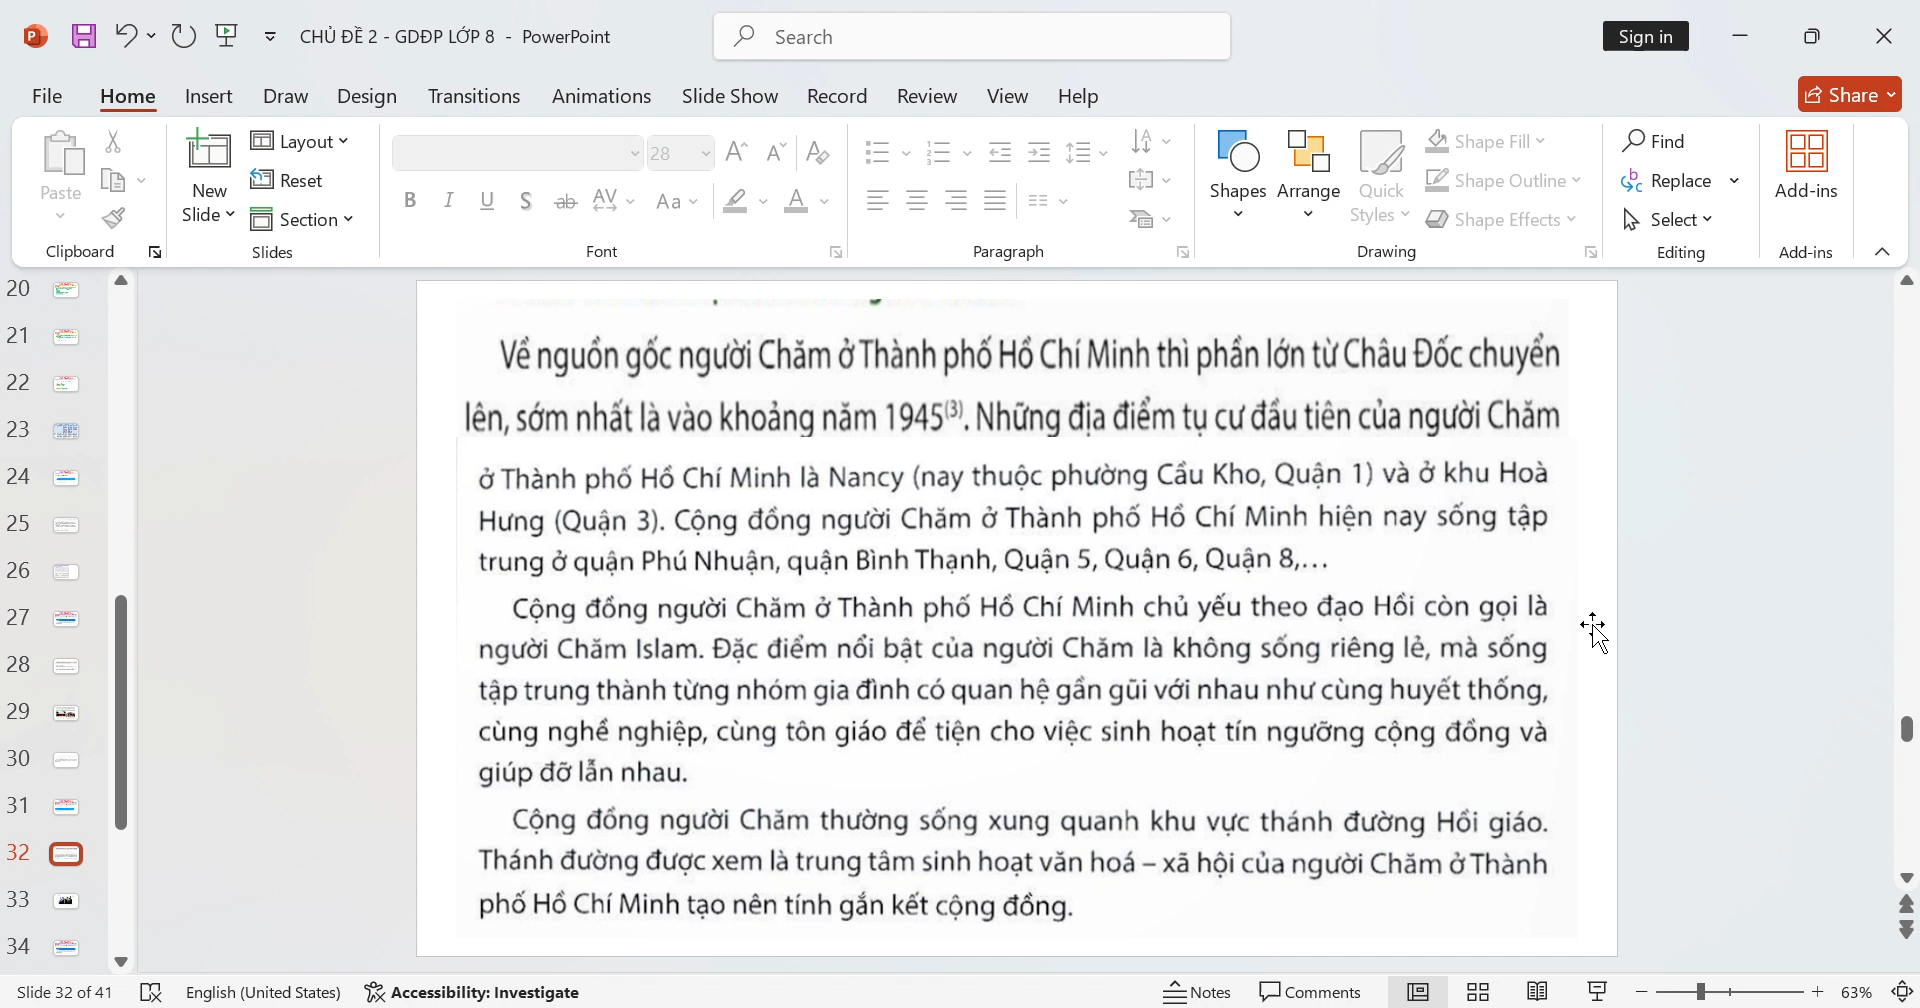 CHỦ ĐỀ 2 - GDĐP LỚP 8 - PowerPoint
Search
Sign in
File Home Insert Draw Design Transitions Animations Slide Show Record Review View Help
Share
Paste
Clipboard
New Slide
Layout
Reset
Section
Slides
28
B I U S ab AV Aa A
Font
Paragraph
Shapes
Arrange
Quick Styles
Shape Fill
Shape Outline
Shape Effects
Drawing
Find
Replace
Select
Editing
Add-ins
Add-ins
20
21
22
23
24
25
26
27
28
29
30
31
32
33
34
Về nguồn gốc người Chăm ở Thành phố Hồ Chí Minh thì phần lớn từ Châu Đốc chuyển
lên, sớm nhất là vào khoảng năm 1945(3). Những địa điểm tụ cư đầu tiên của người Chăm
ở Thành phố Hồ Chí Minh là Nancy (nay thuộc phường Cầu Kho, Quận 1) và ở khu Hoà
Hưng (Quận 3). Cộng đồng người Chăm ở Thành phố Hồ Chí Minh hiện nay sống tập
trung ở quận Phú Nhuận, quận Bình Thạnh, Quận 5, Quận 6, Quận 8,…
Cộng đồng người Chăm ở Thành phố Hồ Chí Minh chủ yếu theo đạo Hồi còn gọi là
người Chăm Islam. Đặc điểm nổi bật của người Chăm là không sống riêng lẻ, mà sống
tập trung thành từng nhóm gia đình có quan hệ gần gũi với nhau như cùng huyết thống,
cùng nghề nghiệp, cùng tôn giáo để tiện cho việc sinh hoạt tín ngưỡng cộng đồng và
giúp đỡ lẫn nhau.
Cộng đồng người Chăm thường sống xung quanh khu vực thánh đường Hồi giáo.
Thánh đường được xem là trung tâm sinh hoạt văn hoá – xã hội của người Chăm ở Thành
phố Hồ Chí Minh tạo nên tính gắn kết cộng đồng.
Slide 32 of 41 English (United States) Accessibility: Investigate Notes Comments 63%